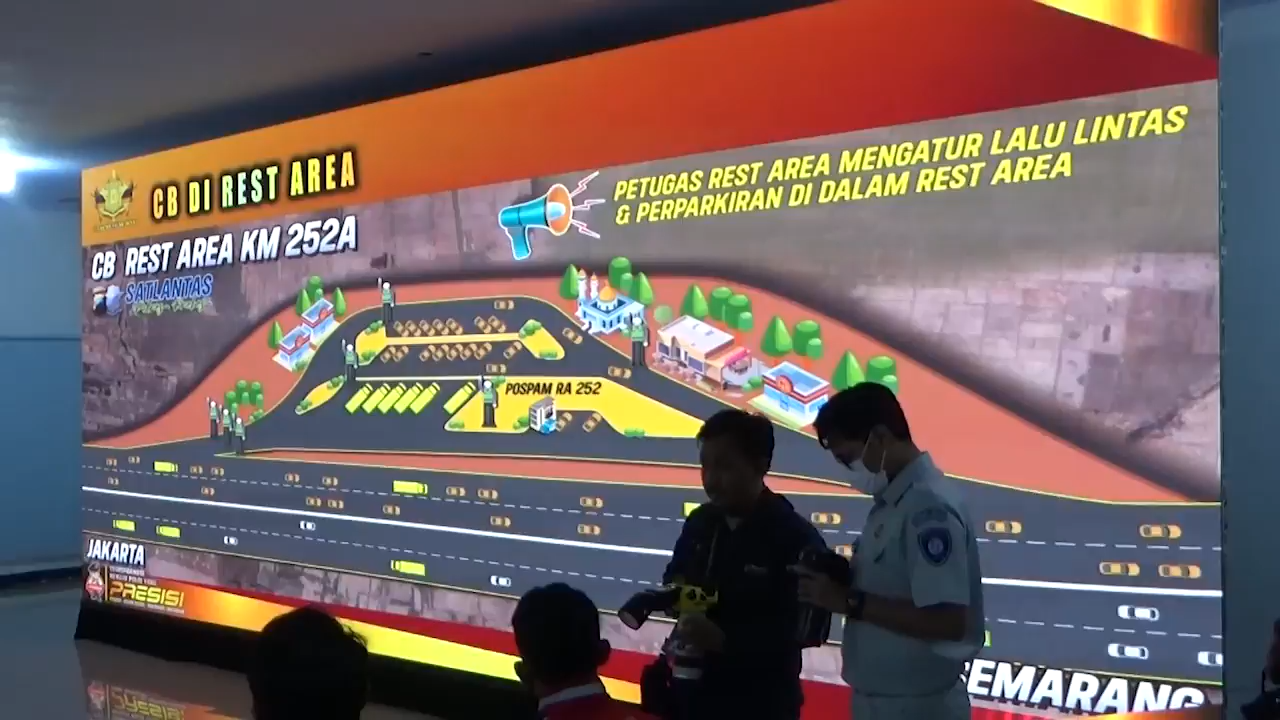 CB DI REST AREA
CB REST AREA KM 252A
SATLANTAS
PETUGAS REST AREA MENGATUR LALU LINTAS
& PERPARKIRAN DI DALAM REST AREA
POSPAM RA 252
JAKARTA
PRESISI
EMARANG